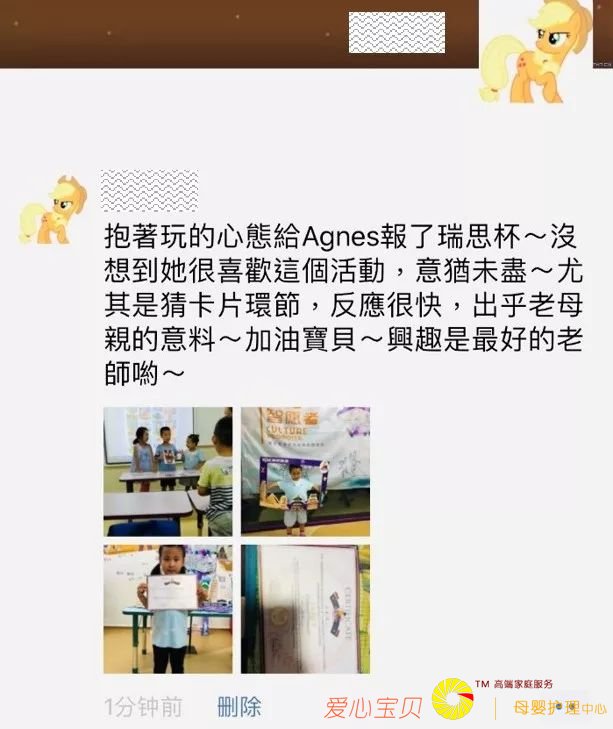 抱著玩的心態給Agnes報了瑞思杯～沒
想到她很喜歡這個活動，意猶未盡～尤
其是猜卡片環節，反應很快，出乎老母
親的意料～加油寶貝～興趣是最好的老
師喲～
智愿者
CULTURE
CERTIFICATE
1分钟前 删除
爱心宝贝
TM 高端家庭服务
母婴护理中心